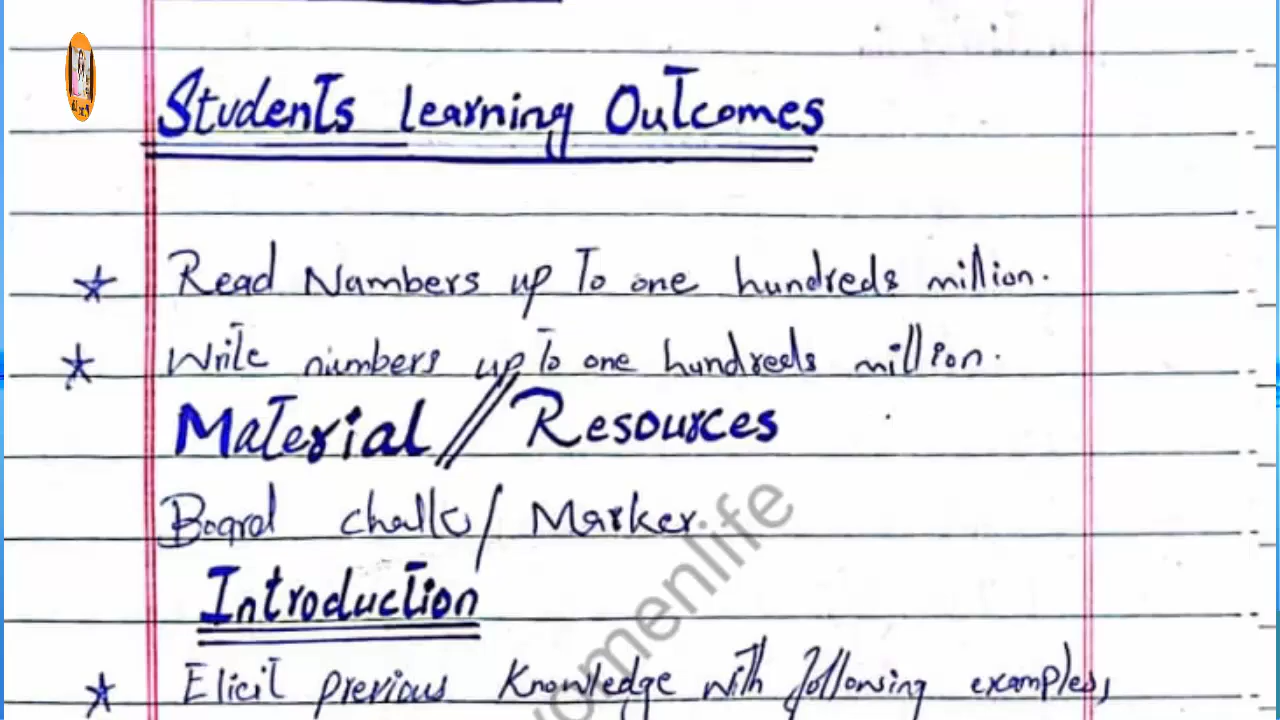 Students learning Outcomes
Read Numbers up To one hundreds million.
Write numbers up To one hundreds million.
Material // Resources
Board chalk / Marker
Introduction
Elicit previous Knowledge with following examples,
omenlife